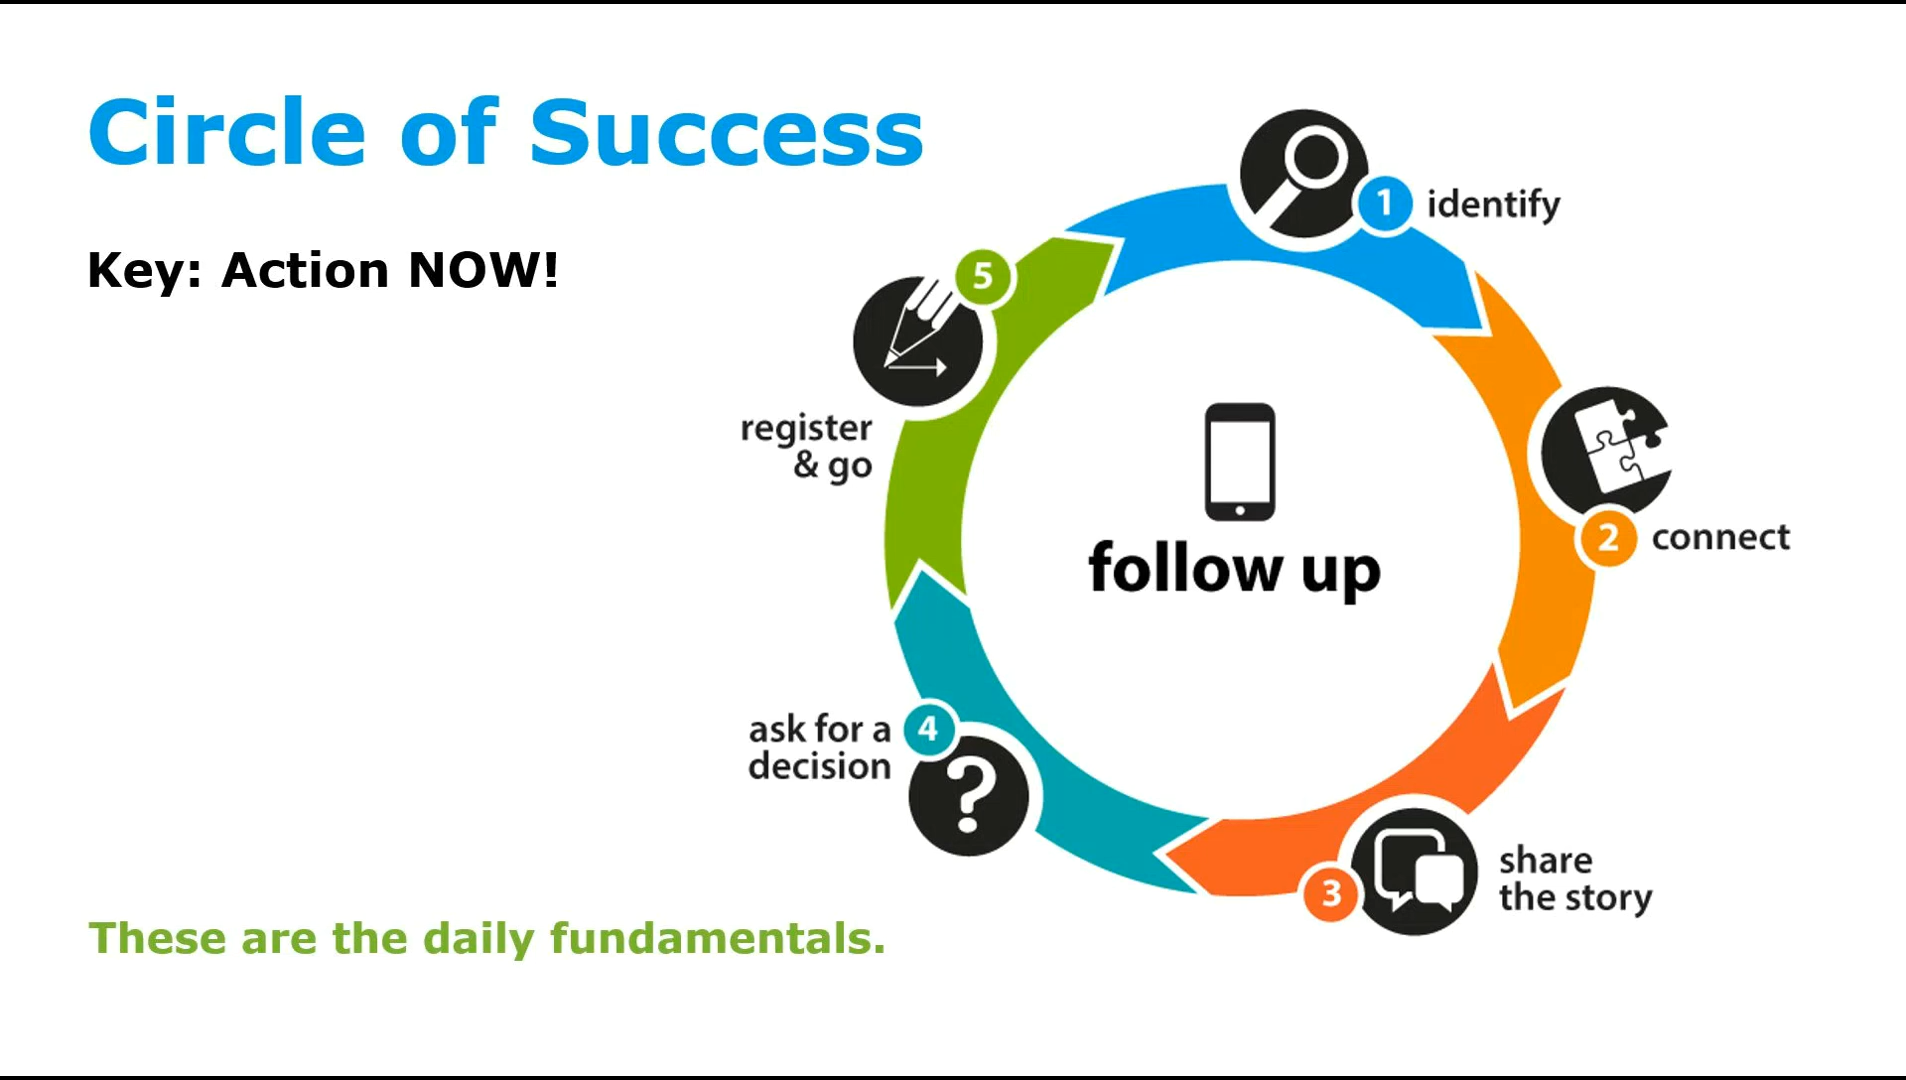 Circle of Success
Key: Action NOW!
1 identify
2 connect
3 share
the story
4 ask for a
decision
5 register
& go
follow up
These are the daily fundamentals.